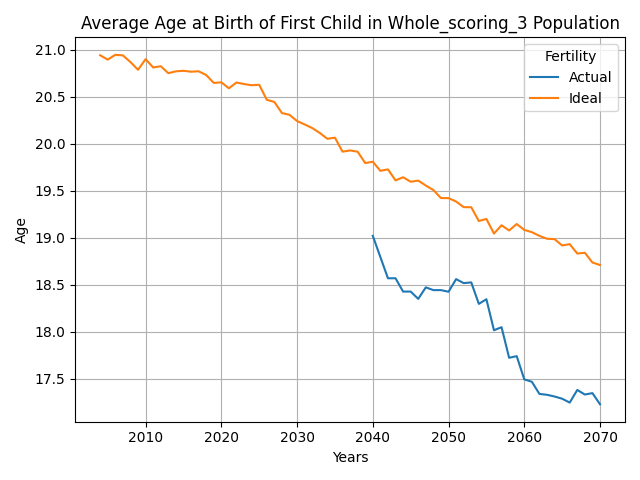 Average Age at Birth of First Child in Whole_scoring_3 Population
Fertility
Actual
Ideal
21.0
20.5
20.0
19.5
19.0
18.5
18.0
17.5
Age
2010 2020 2030 2040 2050 2060 2070
Years